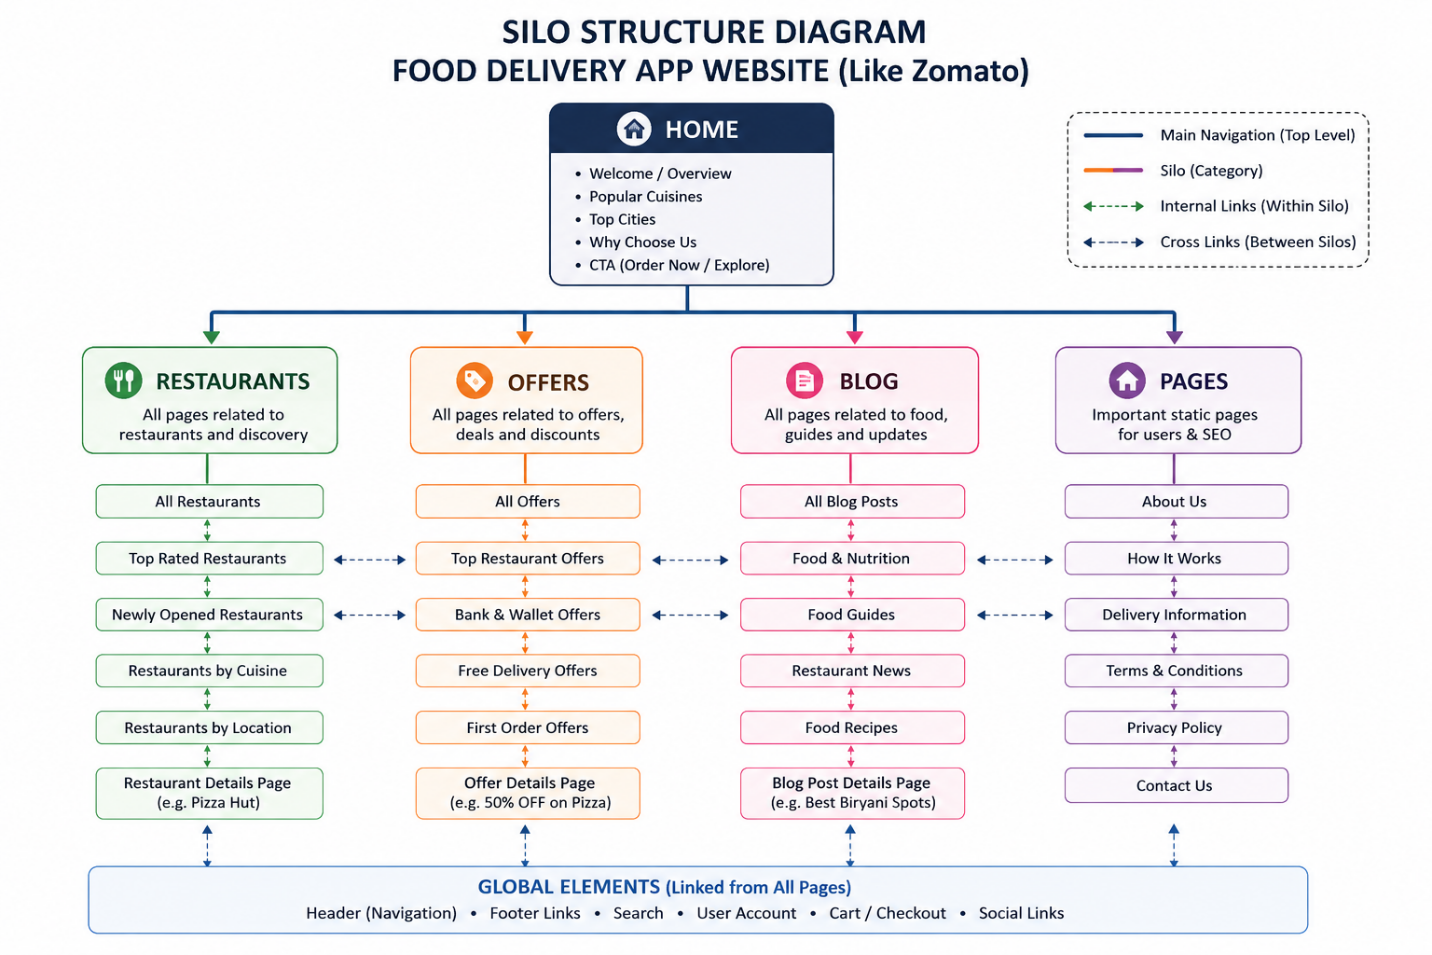 SILO STRUCTURE DIAGRAM
FOOD DELIVERY APP WEBSITE (Like Zomato)
HOME
• Welcome / Overview
• Popular Cuisines
• Top Cities
• Why Choose Us
• CTA (Order Now / Explore)
Main Navigation (Top Level)
Silo (Category)
Internal Links (Within Silo)
Cross Links (Between Silos)
RESTAURANTS
All pages related to
restaurants and discovery
All Restaurants
Top Rated Restaurants
Newly Opened Restaurants
Restaurants by Cuisine
Restaurants by Location
Restaurant Details Page
(e.g. Pizza Hut)
OFFERS
All pages related to offers,
deals and discounts
All Offers
Top Restaurant Offers
Bank & Wallet Offers
Free Delivery Offers
First Order Offers
Offer Details Page
(e.g. 50% OFF on Pizza)
BLOG
All pages related to food,
guides and updates
All Blog Posts
Food & Nutrition
Food Guides
Restaurant News
Food Recipes
Blog Post Details Page
(e.g. Best Biryani Spots)
PAGES
Important static pages
for users & SEO
About Us
How It Works
Delivery Information
Terms & Conditions
Privacy Policy
Contact Us
GLOBAL ELEMENTS (Linked from All Pages)
Header (Navigation) • Footer Links • Search • User Account • Cart / Checkout • Social Links